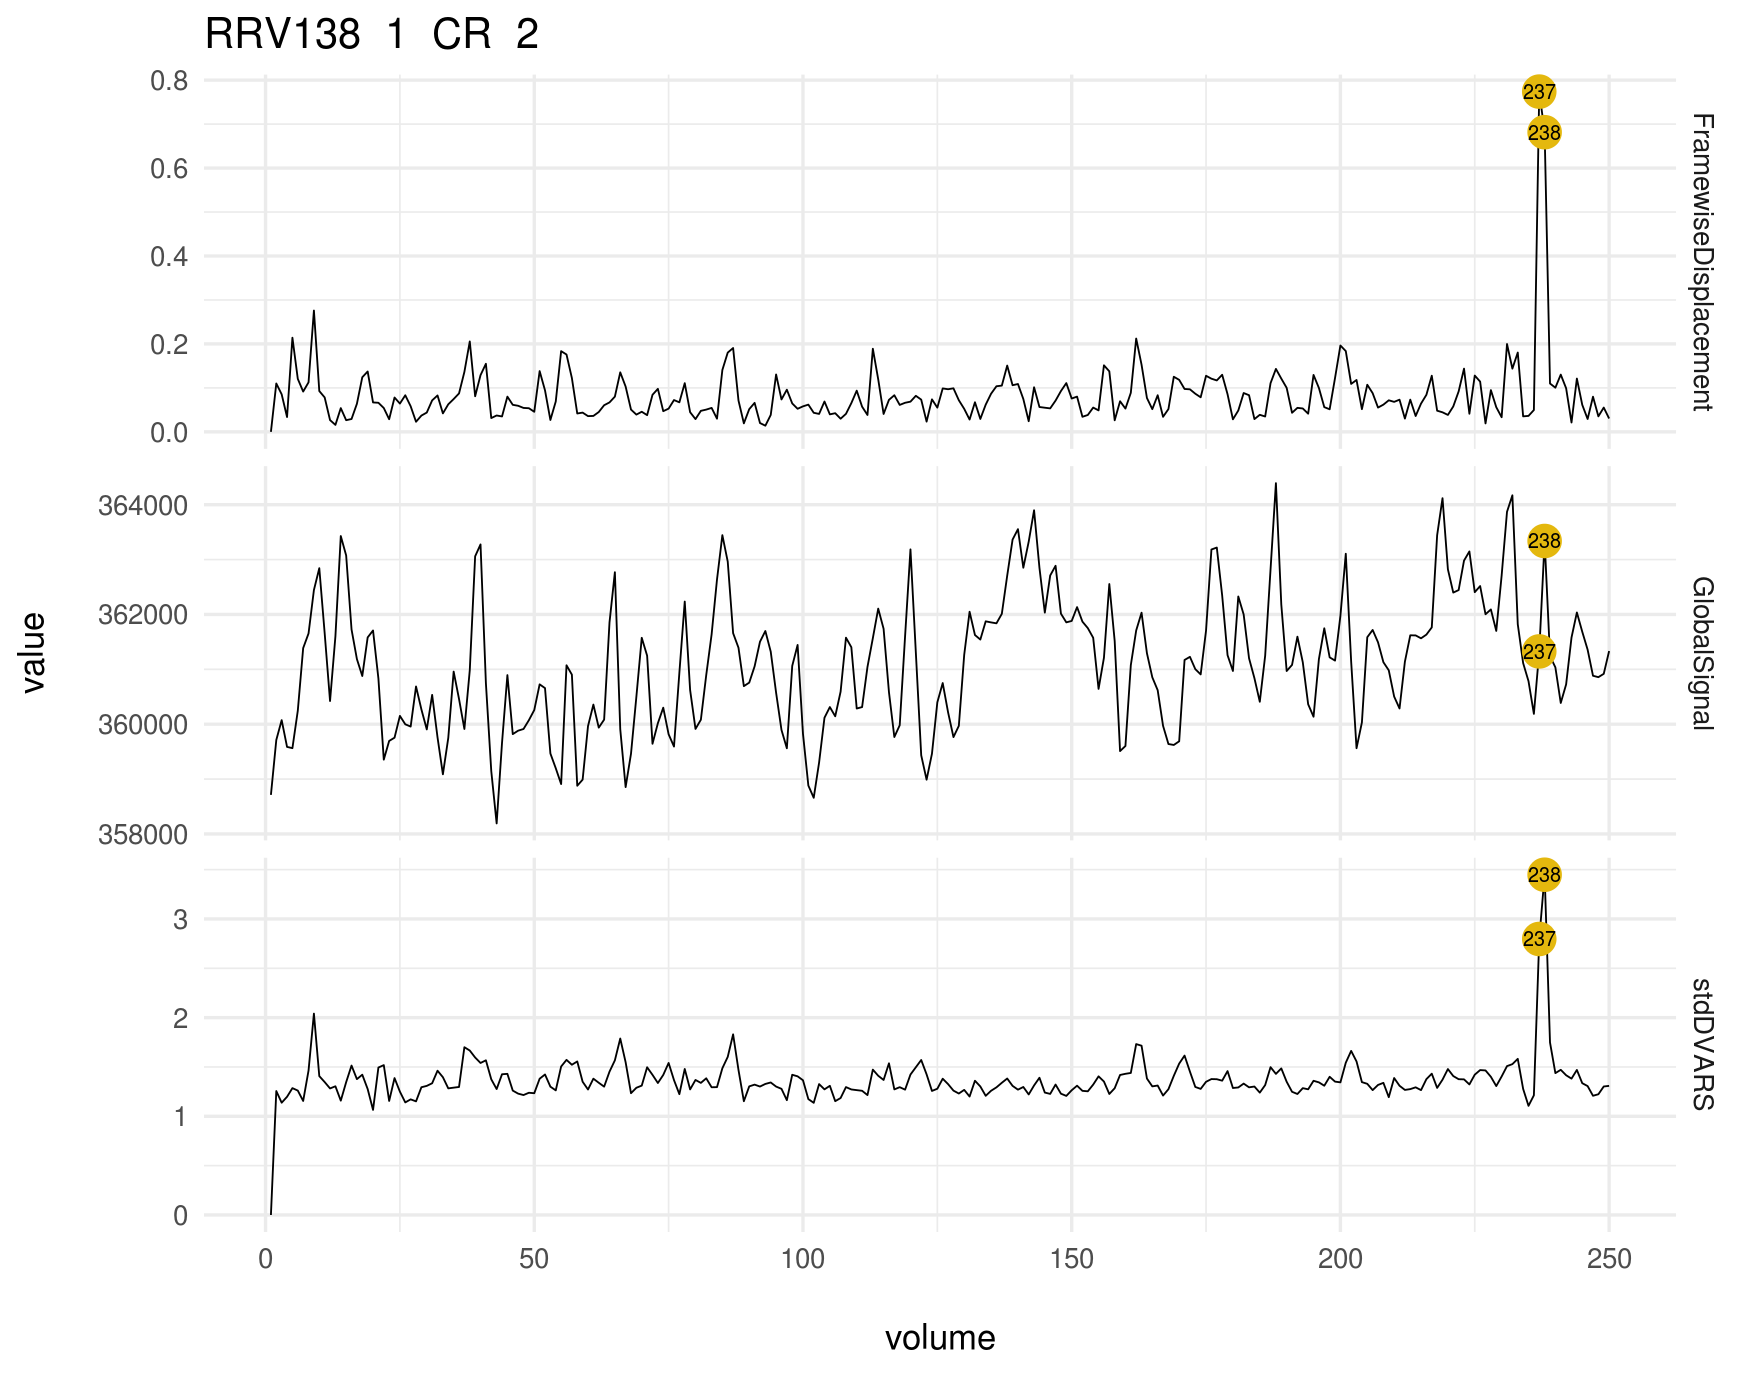 RRV138 1 CR 2
0.8
0.6
0.4
0.2
0.0
237
238
FramewiseDisplacement
value
364000
362000
360000
358000
238
237
GlobalSignal
3
2
1
0
238
237
stdDVARS
0 50 100 150 200 250
volume